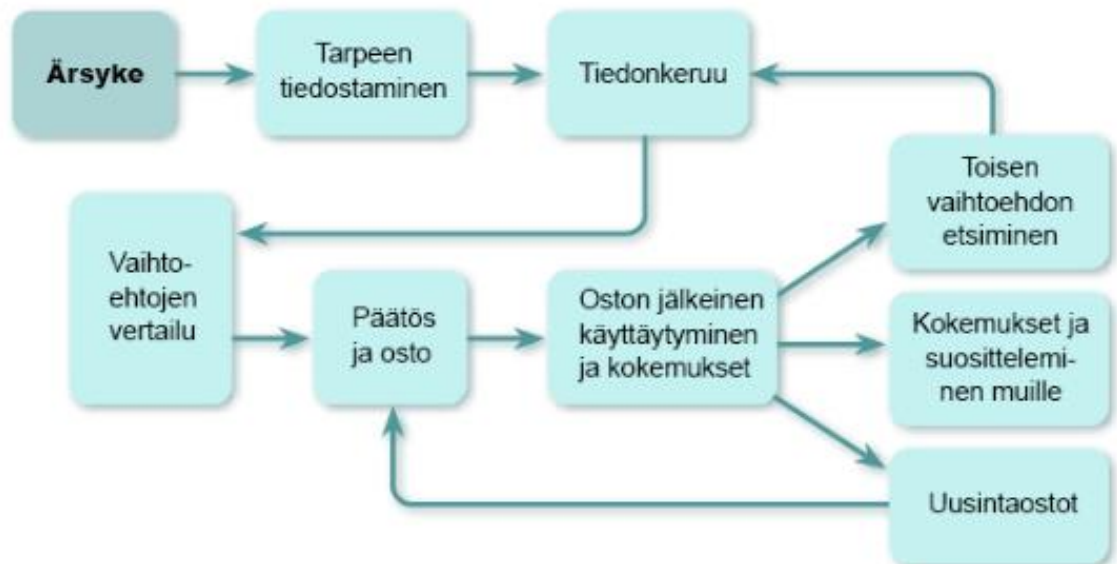 Ärsyke
Tarpeen
tiedostaminen
Tiedonkeruu
Toisen
vaihtoehdon
etsiminen
Vaihto-
ehtojen
vertailu
Päätös
ja osto
Oston jälkeinen
käyttäytyminen
ja kokemukset
Kokemukset ja
suosittelemi-
nen muille
Uusintaostot